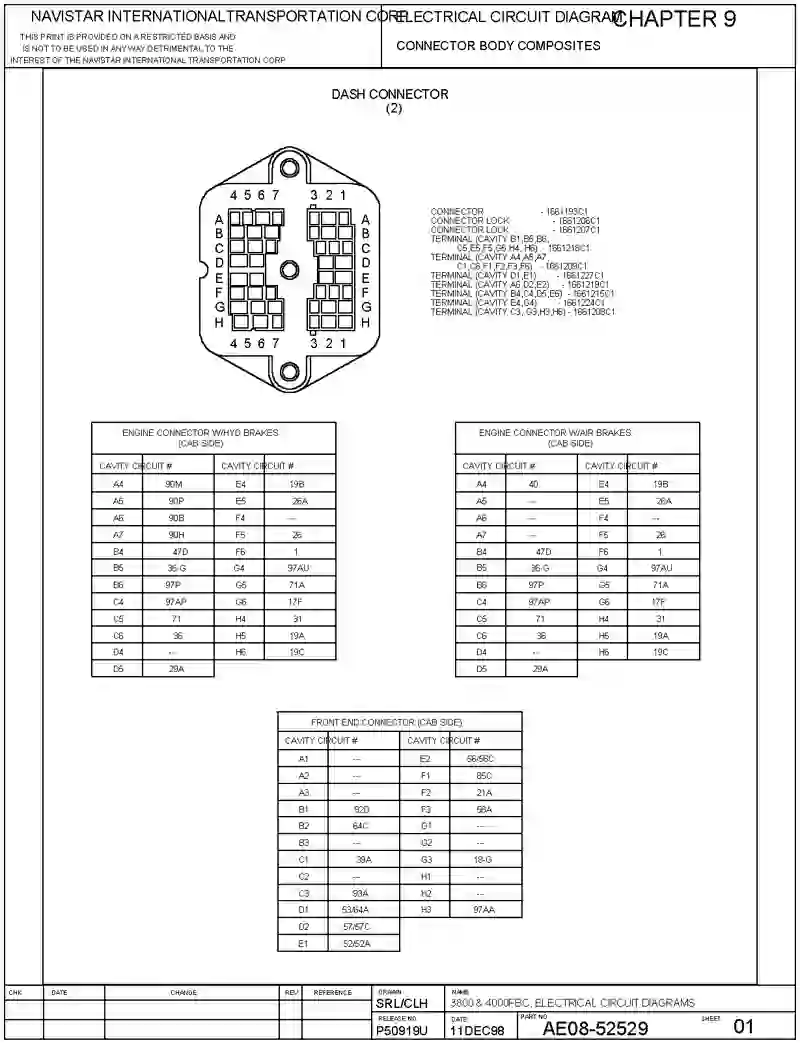 NAVISTAR INTERNATIONALTRANSPORTATION CORP.
THIS PRINT IS PROVIDED ON A RESTRICTED BASIS AND
IS NOT TO BE USED IN ANY WAY DETRIMENTAL TO THE
INTEREST OF THE NAVISTAR INTERNATIONAL TRANSPORTATION CORP
ELECTRICAL CIRCUIT DIAGRAM
CHAPTER 9
CONNECTOR BODY COMPOSITES
DASH CONNECTOR
(2)
4 5 6 7 3 2 1
A A
B B
C C
D D
E E
F F
G G
H H
4 5 6 7 3 2 1
CONNECTOR - 1661193C1
CONNECTOR LOCK - 1661206C1
CONNECTOR LOCK - 1661207C1
TERMINAL (CAVITY B1,B5,B6,
C5,E5,F5,G5,H4, H6) - 1661218C1
TERMINAL (CAVITY A4,A5,A7,
C1,C6,F1,F2,F3,F6) - 1661209C1
TERMINAL (CAVITY D1,E1) - 1661227C1
TERMINAL (CAVITY A6,D2,E2) - 1661219C1
TERMINAL (CAVITY B4,C4,D5,E6) - 1661215C1
TERMINAL (CAVITY E4,G4) - 1661224C1
TERMINAL (CAVITY C3, G3,H3,H6) - 1661208C1
ENGINE CONNECTOR W/HYD BRAKES
(CAB SIDE)
CAVITY CIRCUIT # CAVITY CIRCUIT #
A4 90M E4 19B
A5 90P E5 26A
A6 90B F4 ---
A7 90H F5 26
B4 47D F6 1
B5 36-G G4 97AU
B6 97P G5 71A
C4 97AP G6 17F
C5 71 H4 31
C6 36 H5 19A
D4 --- H6 19C
D5 29A
ENGINE CONNECTOR W/AIR BRAKES
(CAB SIDE)
CAVITY CIRCUIT # CAVITY CIRCUIT #
A4 40 E4 19B
A5 --- E5 26A
A6 --- F4 ---
A7 --- F5 26
B4 47D F6 1
B5 36-G G4 97AU
B6 97P G5 71A
C4 97AP G6 17F
C5 71 H4 31
C6 36 H5 19A
D4 --- H6 19C
D5 29A
FRONT END CONNECTOR (CAB SIDE)
CAVITY CIRCUIT # CAVITY CIRCUIT #
A1 --- E2 56/56C
A2 --- F1 85C
A3 --- F2 21A
B1 92D F3 58A
B2 64C G1 ----
B3 --- G2 ---
C1 39A G3 18-G
C2 --- H1 ---
C3 93A H2 ---
D1 53/64A H3 97AA
D2 57/57C
E1 52/52A
CHK DATE CHANGE REV REFERENCE
DRAWN
SRL/CLH
NAME
3800 & 4000FBC, ELECTRICAL CIRCUIT DIAGRAMS
RELEASE NO.
P50919U
DATE
11DEC98
PART NO
AE08-52529
SHEET
01